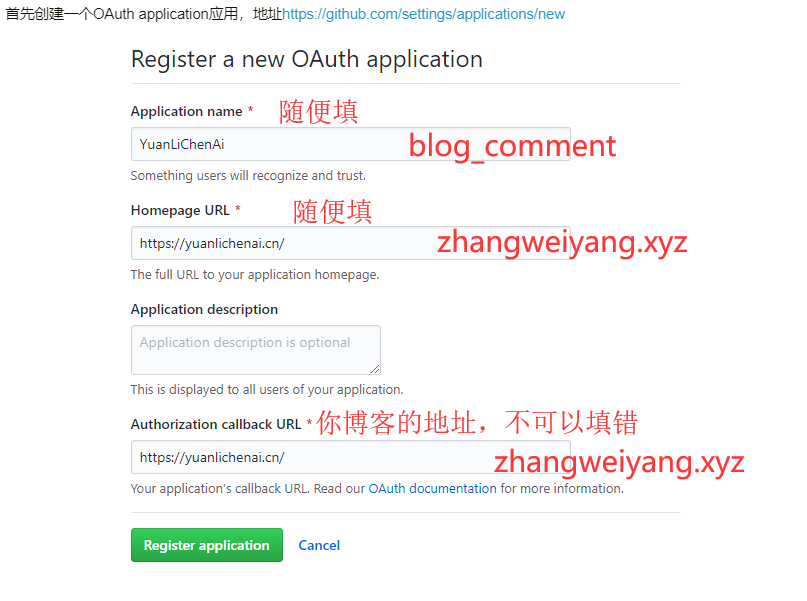 首先创建一个OAuth application应用，地址https://github.com/settings/applications/new
Register a new OAuth application
Application name * 随便填
YuanLiChenAi blog_comment
Something users will recognize and trust.
Homepage URL * 随便填
https://yuanlichenai.cn/ zhangweiyang.xyz
The full URL to your application homepage.
Application description
Application description is optional
This is displayed to all users of your application.
Authorization callback URL *你博客的地址，不可以填错
https://yuanlichenai.cn/ zhangweiyang.xyz
Your application's callback URL. Read our OAuth documentation for more information.
Register application Cancel